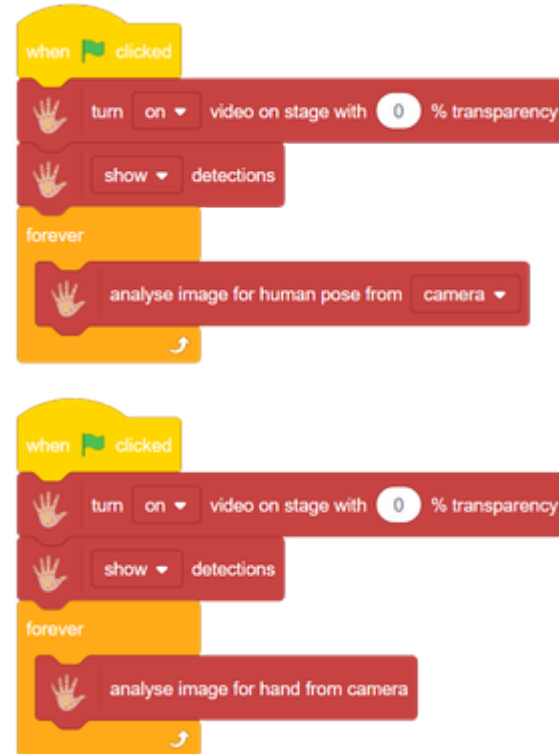 when clicked
turn on video on stage with 0 % transparency
show detections
forever
analyse image for human pose from camera
when clicked
turn on video on stage with 0 % transparency
show detections
forever
analyse image for hand from camera